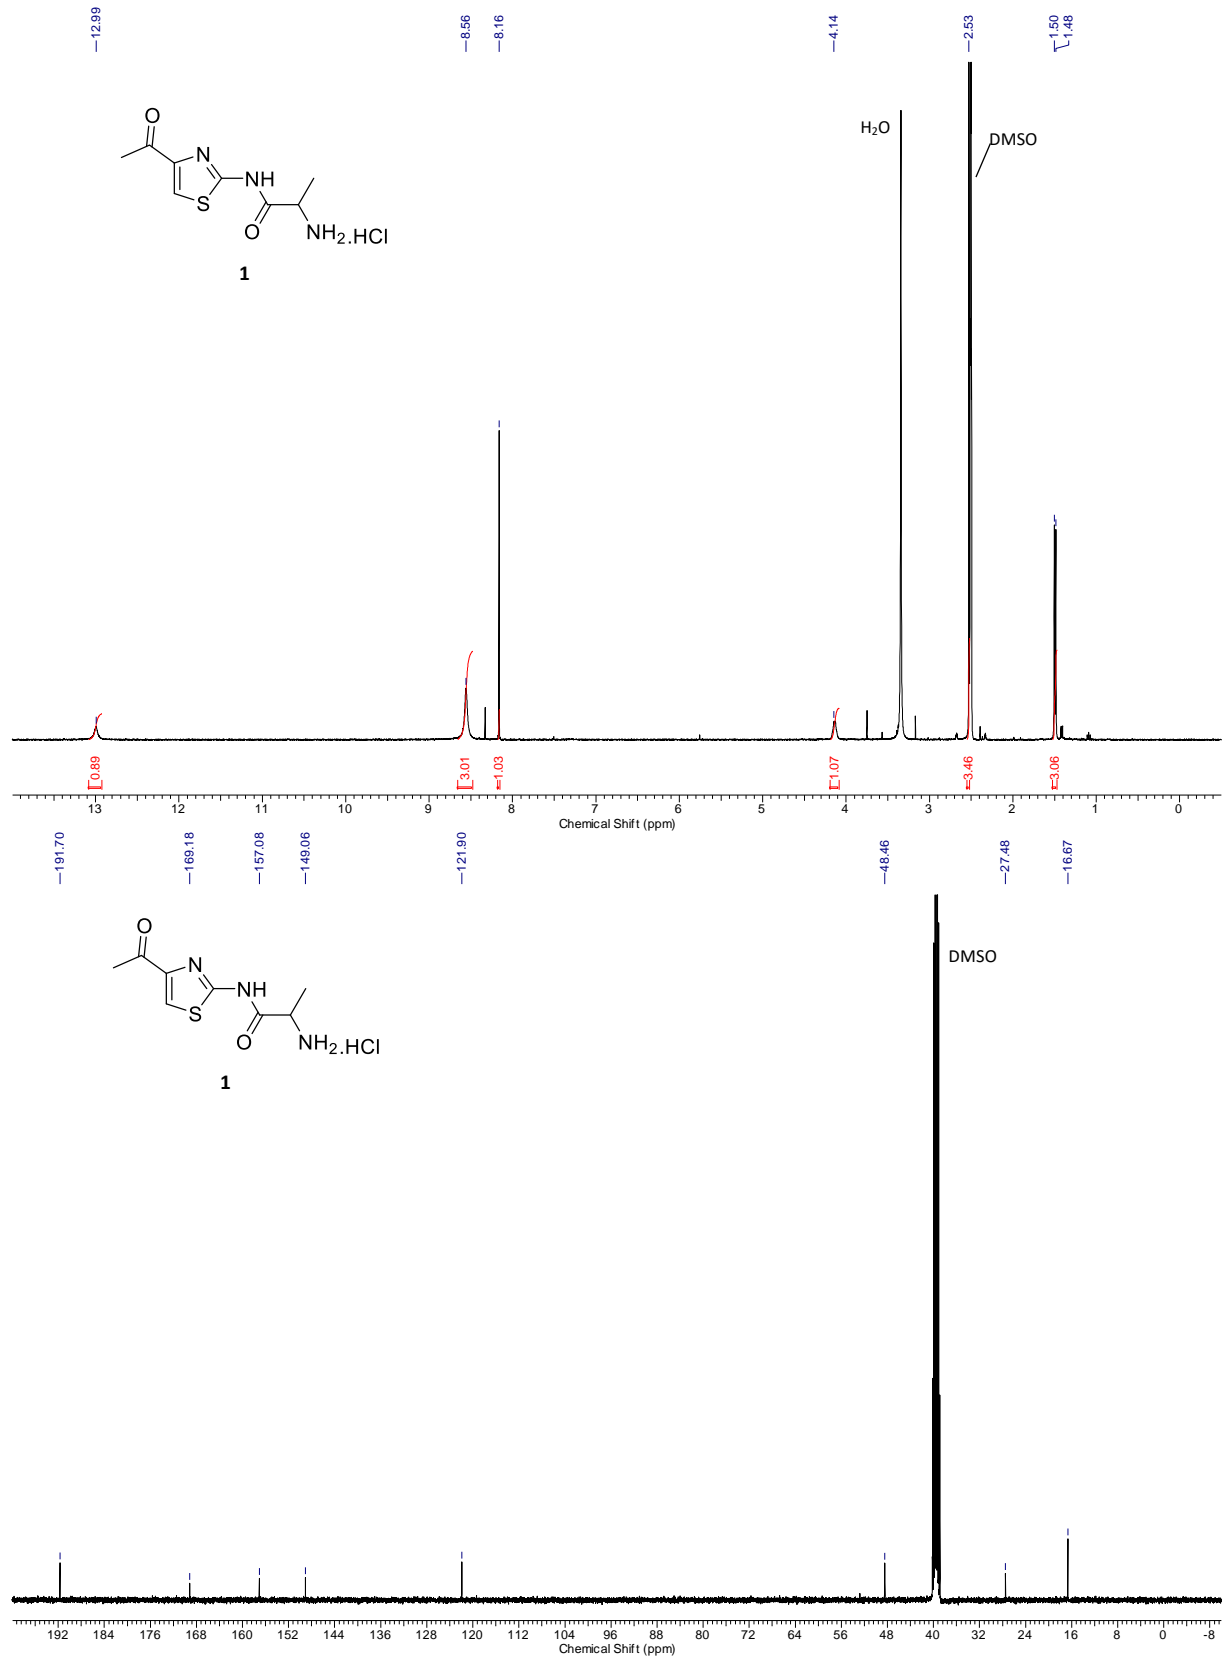 12.99 8.56 8.16 4.14 2.53 1.50 1.48
H2O
DMSO
O
N
NH
S
O
NH2.HCl
1
0.89 3.01 1.03 1.07 3.46 3.06
13 12 11 10 9 8 7 6 5 4 3 2 1 0
Chemical Shift (ppm)
191.70 169.18 157.08 149.06 121.90 48.46 27.48 16.67
DMSO
O
N
NH
S
O
NH2.HCl
1
192 184 176 168 160 152 144 136 128 120 112 104 96 88 80 72 64 56 48 40 32 24 16 8 0 -8
Chemical Shift (ppm)